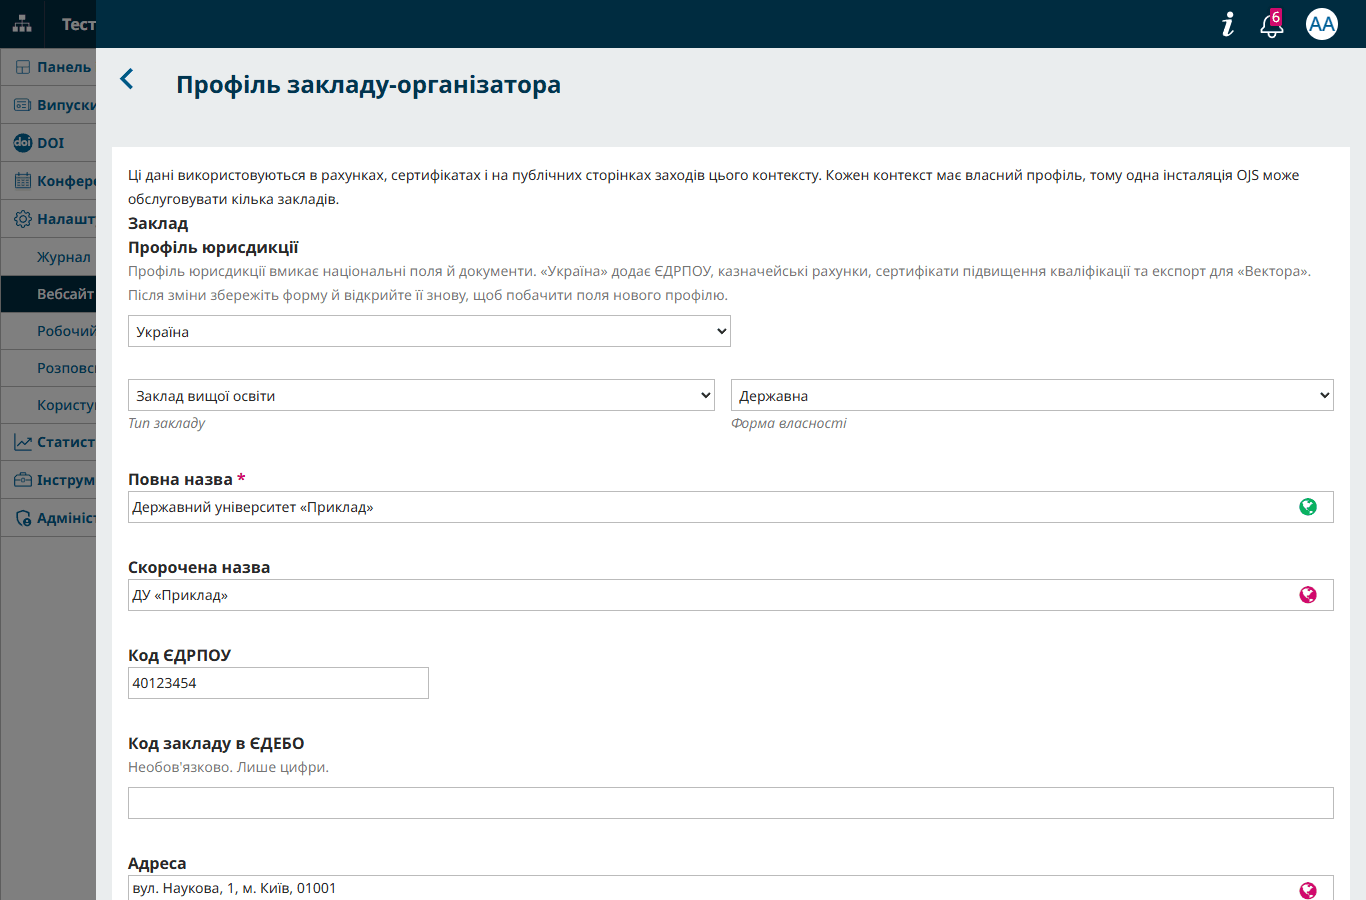 Тест
6
AA
Панель
Випуски
DOI
Конфере
Налашту
Журнал
Вебсайт
Робочий
Розповс
Користу
Статист
Інструм
Адмініст
Профіль закладу-організатора
Ці дані використовуються в рахунках, сертифікатах і на публічних сторінках заходів цього контексту. Кожен контекст має власний профіль, тому одна інсталяція OJS може
обслуговувати кілька закладів.
Заклад
Профіль юрисдикції
Профіль юрисдикції вмикає національні поля й документи. «Україна» додає ЄДРПОУ, казначейські рахунки, сертифікати підвищення кваліфікації та експорт для «Вектора».
Після зміни збережіть форму й відкрийте її знову, щоб побачити поля нового профілю.
Україна
Заклад вищої освіти
Державна
Тип закладу
Форма власності
Повна назва *
Державний університет «Приклад»
Скорочена назва
ДУ «Приклад»
Код ЄДРПОУ
40123454
Код закладу в ЄДЕБО
Необов'язково. Лише цифри.
Адреса
вул. Наукова, 1, м. Київ, 01001